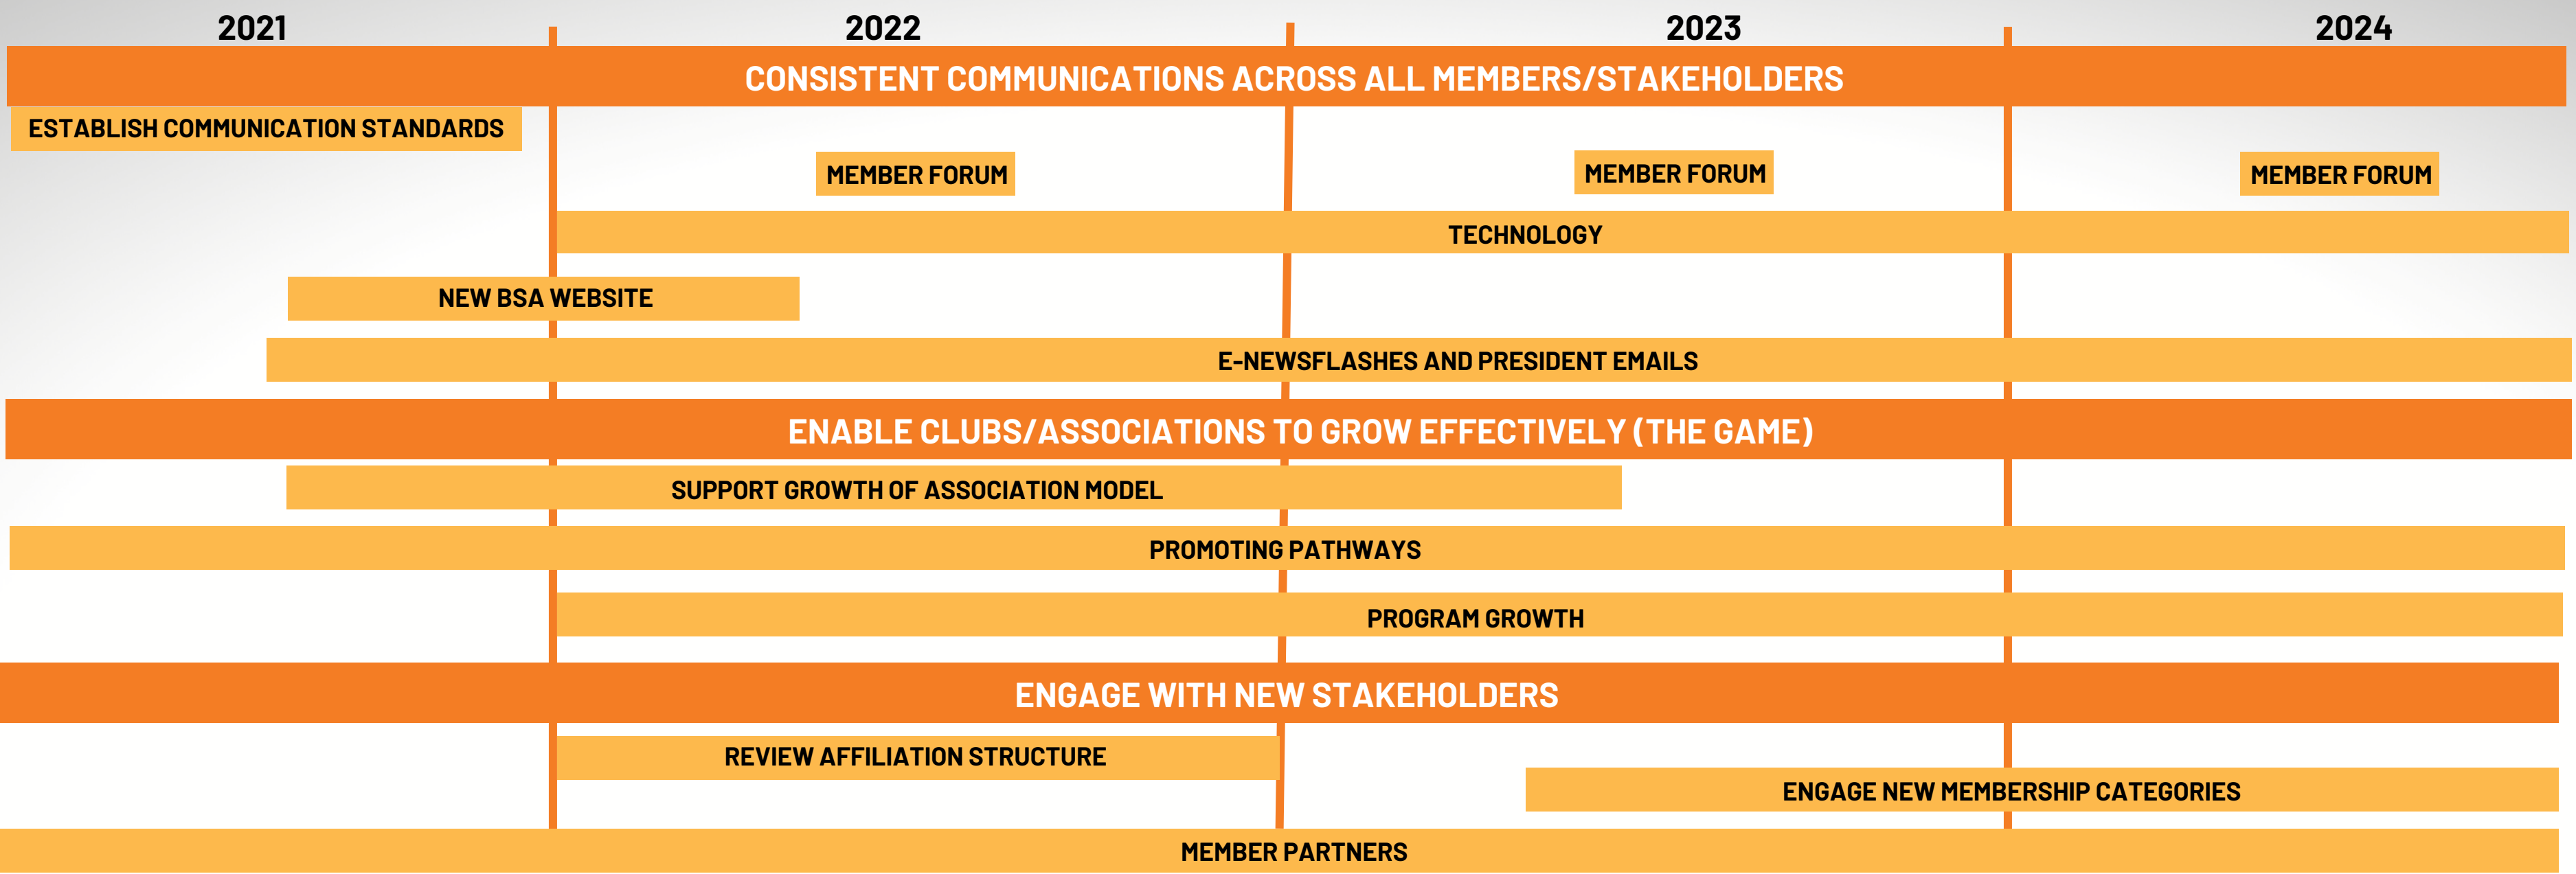 2021 2022 2023 2024
CONSISTENT COMMUNICATIONS ACROSS ALL MEMBERS/STAKEHOLDERS
ESTABLISH COMMUNICATION STANDARDS
MEMBER FORUM MEMBER FORUM MEMBER FORUM
TECHNOLOGY
NEW BSA WEBSITE
E-NEWSFLASHES AND PRESIDENT EMAILS
ENABLE CLUBS/ASSOCIATIONS TO GROW EFFECTIVELY (THE GAME)
SUPPORT GROWTH OF ASSOCIATION MODEL
PROMOTING PATHWAYS
PROGRAM GROWTH
ENGAGE WITH NEW STAKEHOLDERS
REVIEW AFFILIATION STRUCTURE
ENGAGE NEW MEMBERSHIP CATEGORIES
MEMBER PARTNERS